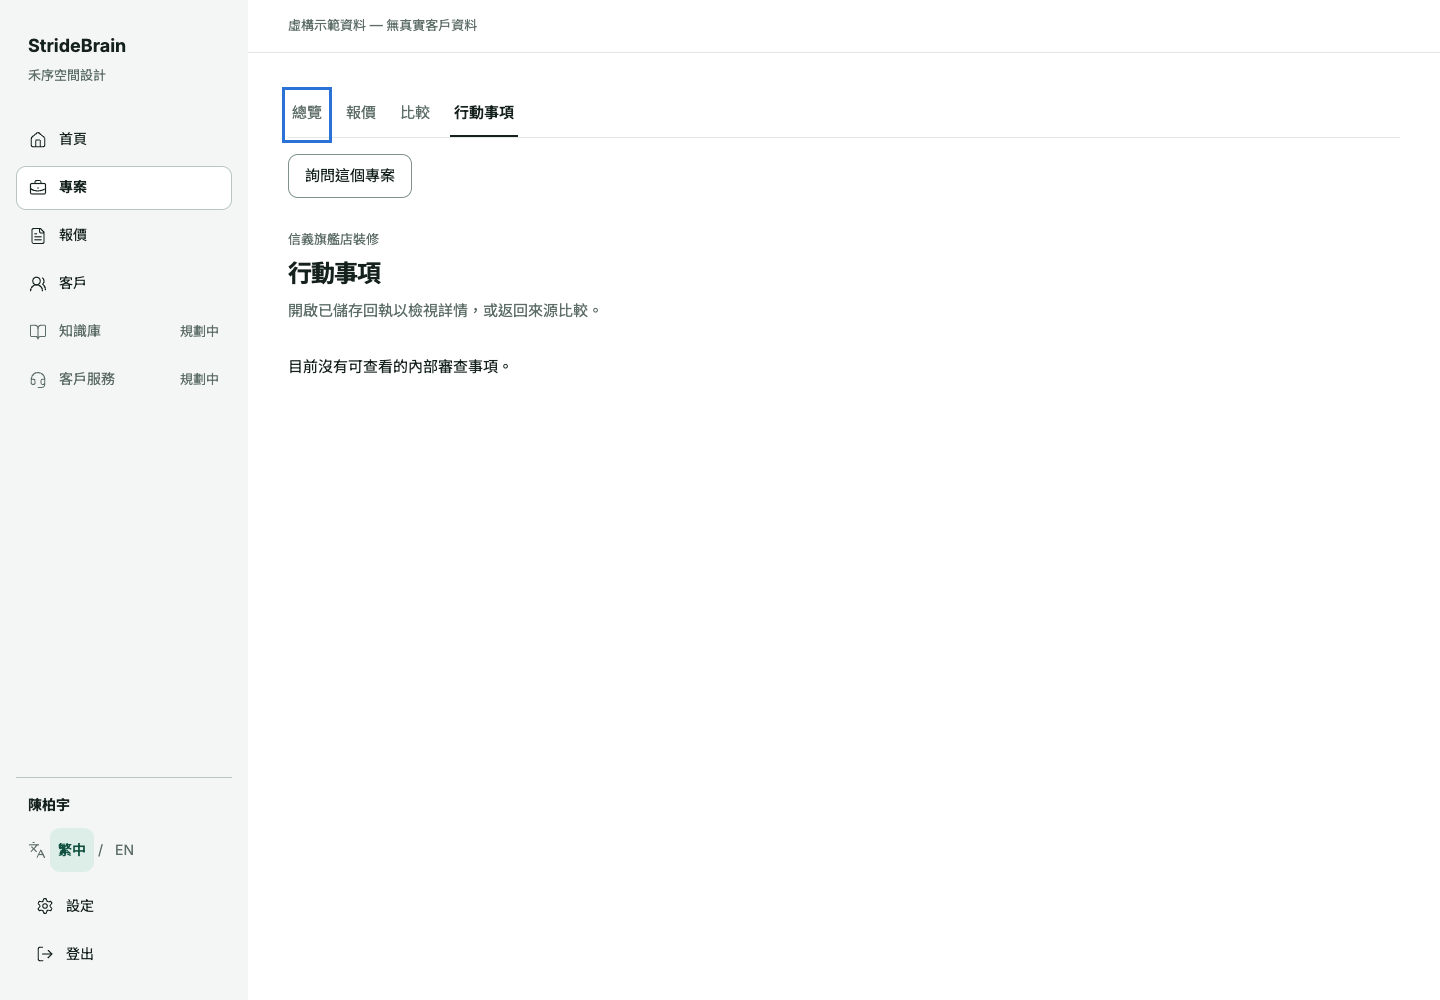 StrideBrain
禾序空間設計
首頁
專案
報價
客戶
知識庫 規劃中
客戶服務 規劃中
陳柏宇
繁中 / EN
設定
登出
虛構示範資料 — 無真實客戶資料
總覽 報價 比較 行動事項
詢問這個專案
信義旗艦店裝修
行動事項
開啟已儲存回執以檢視詳情，或返回來源比較。
目前沒有可查看的內部審查事項。